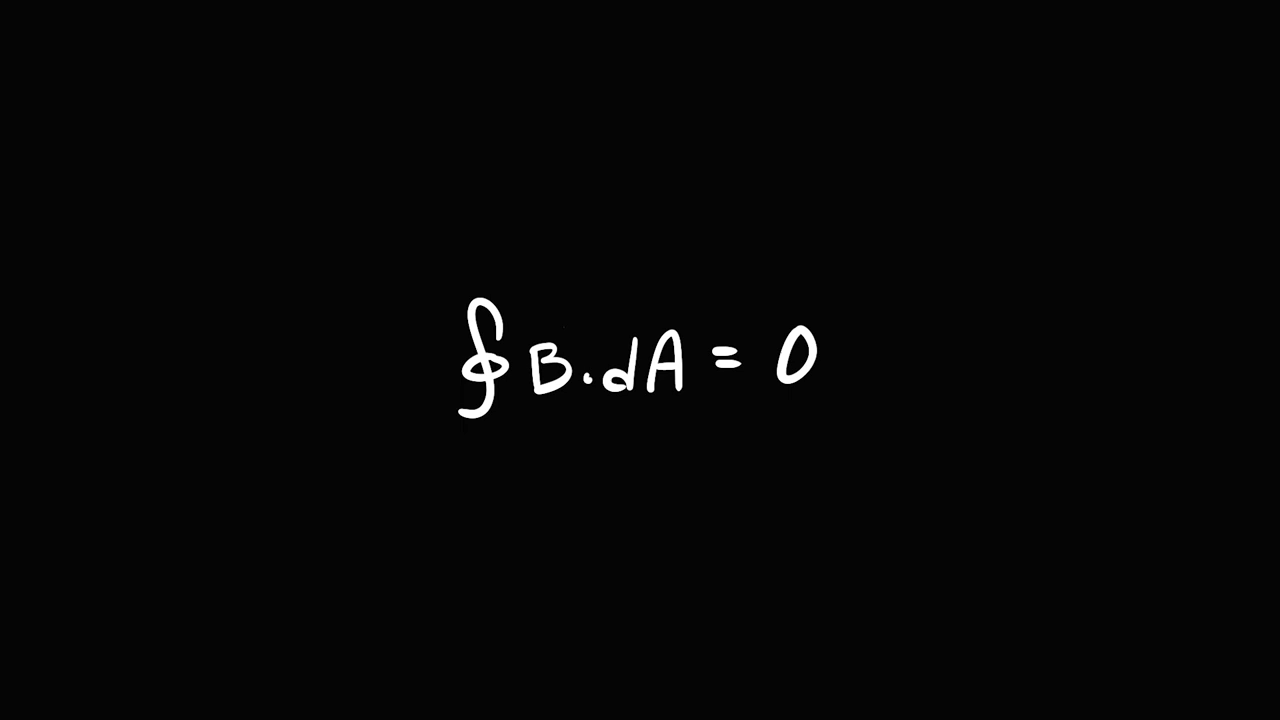 ∮ B.dA = 0